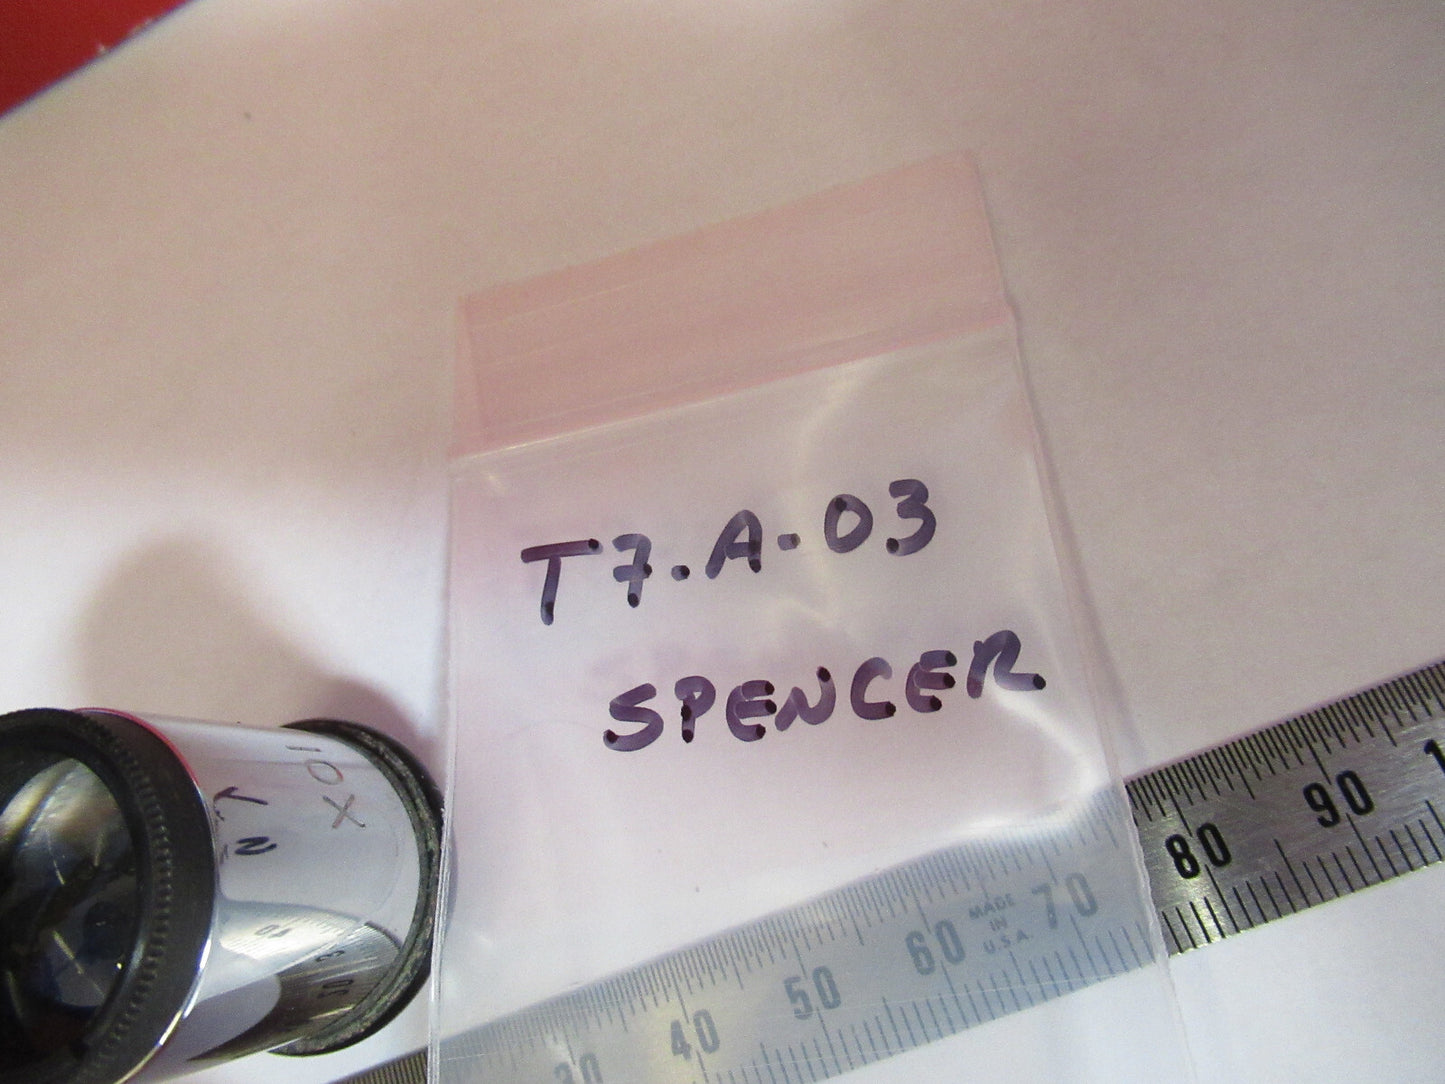 T7.A-03
SPENCER
10X
30 40 50 60 70 80 90
MADE
IN
U.S.A.